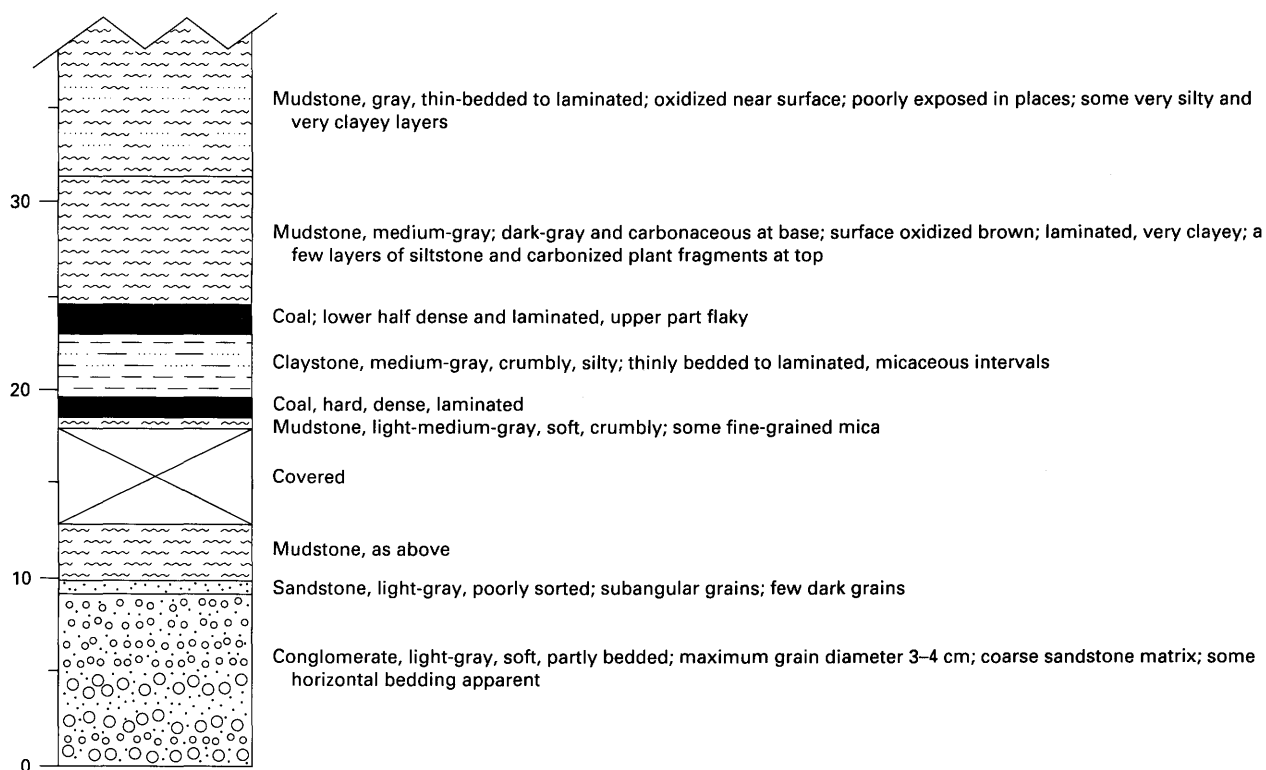 Mudstone, gray, thin-bedded to laminated; oxidized near surface; poorly exposed in places; some very silty and
very clayey layers
30
Mudstone, medium-gray; dark-gray and carbonaceous at base; surface oxidized brown; laminated, very clayey; a
few layers of siltstone and carbonized plant fragments at top
Coal; lower half dense and laminated, upper part flaky
Claystone, medium-gray, crumbly, silty; thinly bedded to laminated, micaceous intervals
20
Coal, hard, dense, laminated
Mudstone, light-medium-gray, soft, crumbly; some fine-grained mica
Covered
Mudstone, as above
10
Sandstone, light-gray, poorly sorted; subangular grains; few dark grains
Conglomerate, light-gray, soft, partly bedded; maximum grain diameter 3–4 cm; coarse sandstone matrix; some
horizontal bedding apparent
0